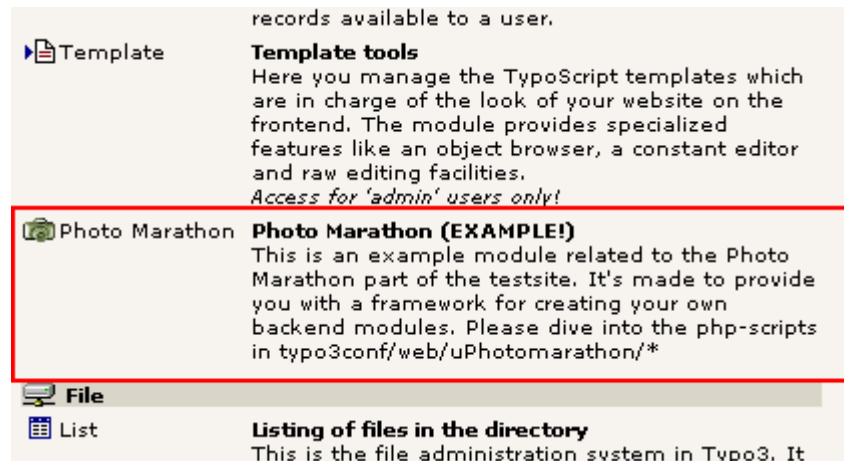 records available to a user.
Template Template tools
Here you manage the TypoScript templates which
are in charge of the look of your website on the
frontend. The module provides specialized
features like an object browser, a constant editor
and raw editing facilities.
Access for 'admin' users only!
Photo Marathon Photo Marathon (EXAMPLE!)
This is an example module related to the Photo
Marathon part of the testsite. It's made to provide
you with a framework for creating your own
backend modules. Please dive into the php-scripts
in typo3conf/web/uPhotomarathon/*
File
List Listing of files in the directory
This is the file administration system in Typo3. It